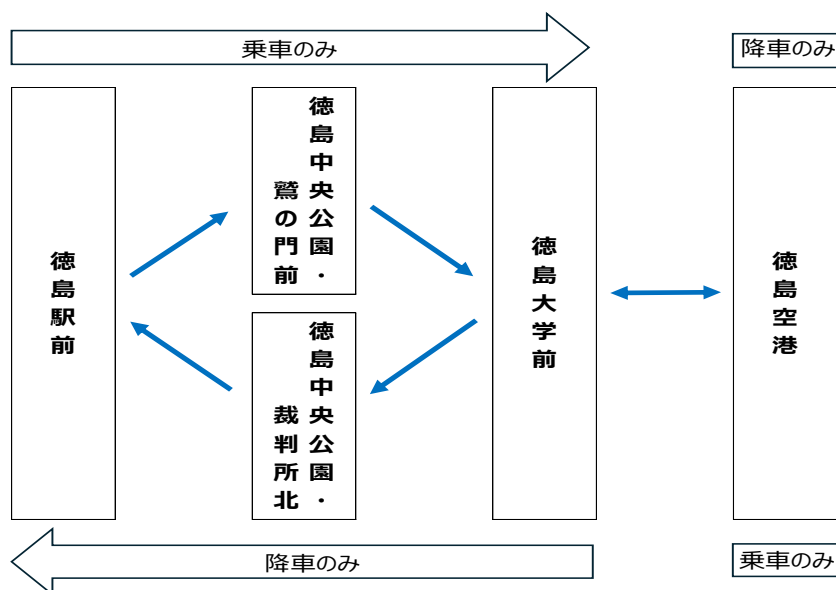 乗車のみ
降車のみ
徳島駅前
徳島中央公園・
鷲の門前
徳島中央公園・
裁判所北
徳島大学前
徳島空港
降車のみ
乗車のみ